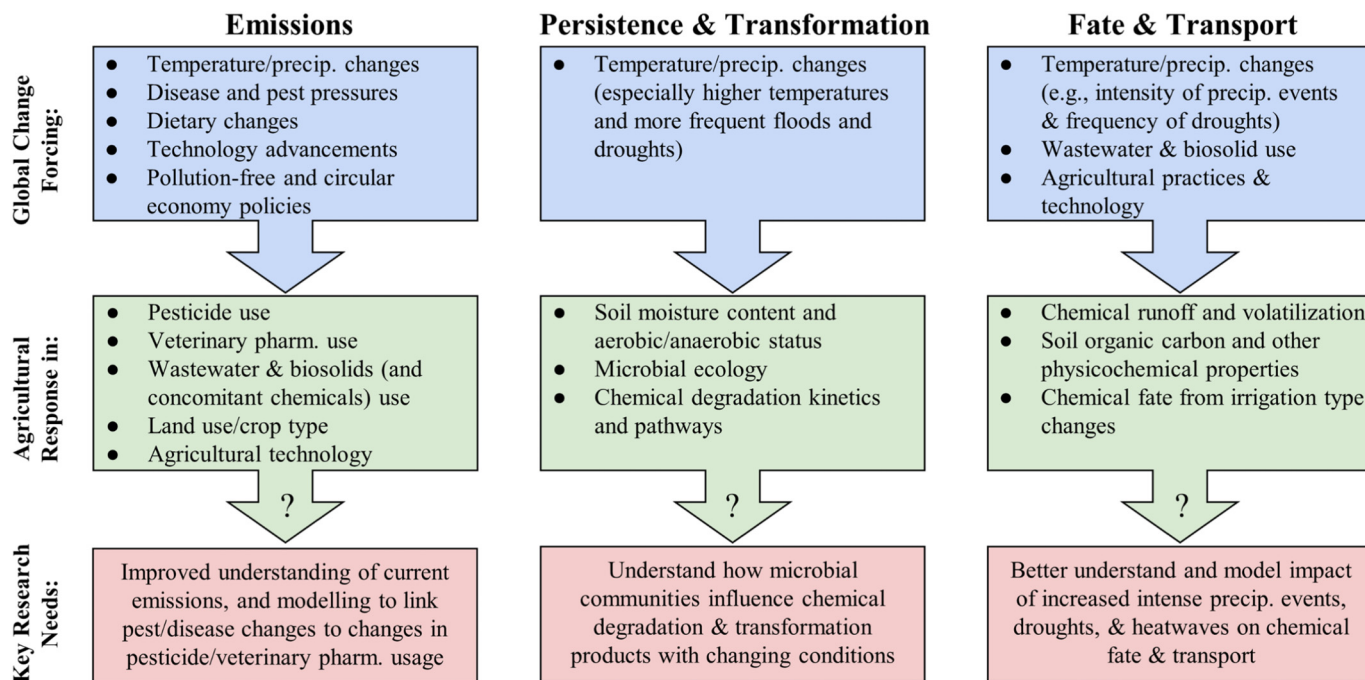 Emissions
Persistence & Transformation
Fate & Transport
Global Change
Forcing:
● Temperature/precip. changes
● Disease and pest pressures
● Dietary changes
● Technology advancements
● Pollution-free and circular
economy policies
● Temperature/precip. changes
(especially higher temperatures
and more frequent floods and
droughts)
● Temperature/precip. changes
(e.g., intensity of precip. events
& frequency of droughts)
● Wastewater & biosolid use
● Agricultural practices &
technology
Agricultural
Response in:
● Pesticide use
● Veterinary pharm. use
● Wastewater & biosolids (and
concomitant chemicals) use
● Land use/crop type
● Agricultural technology
● Soil moisture content and
aerobic/anaerobic status
● Microbial ecology
● Chemical degradation kinetics
and pathways
● Chemical runoff and volatilization
● Soil organic carbon and other
physicochemical properties
● Chemical fate from irrigation type
changes
?
?
?
Key Research
Needs:
Improved understanding of current
emissions, and modelling to link
pest/disease changes to changes in
pesticide/veterinary pharm. usage
Understand how microbial
communities influence chemical
degradation & transformation
products with changing conditions
Better understand and model impact
of increased intense precip. events,
droughts, & heatwaves on chemical
fate & transport